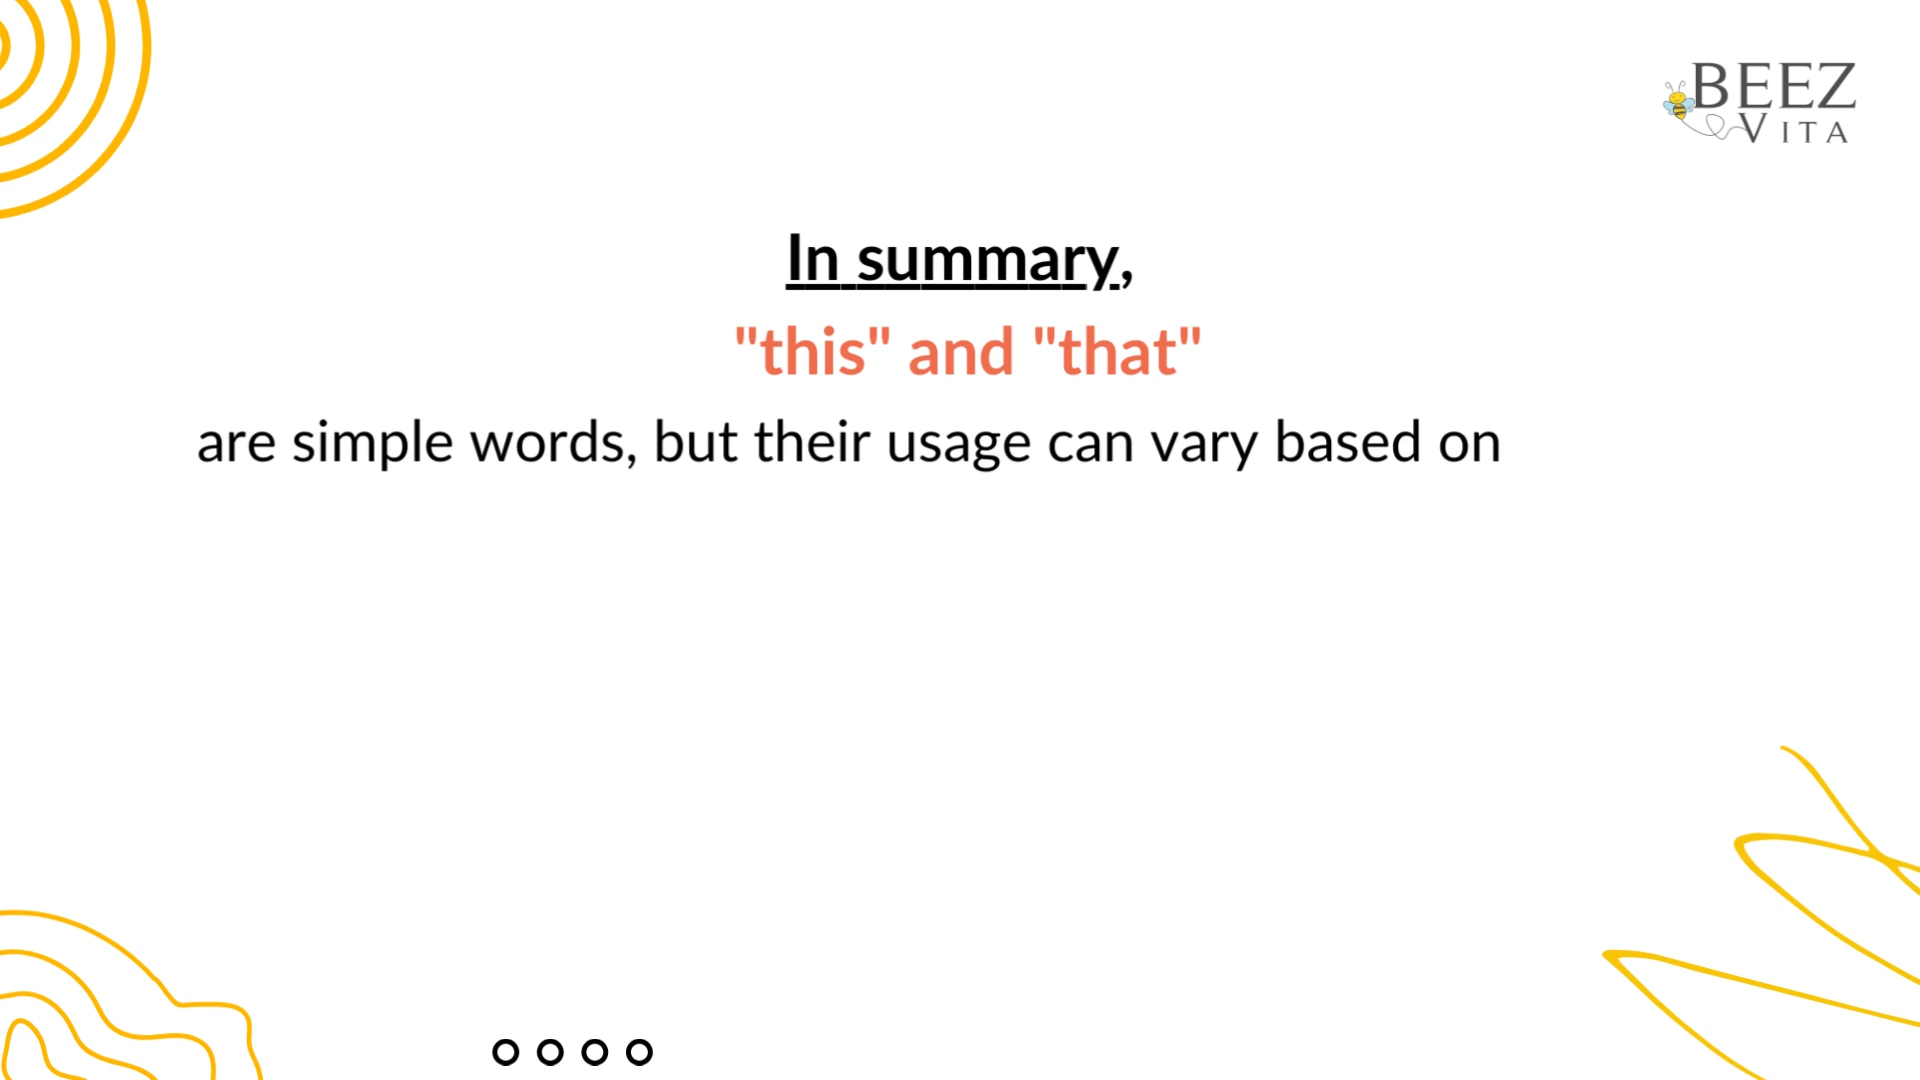 BEEZ
VITA
In summary,
"this" and "that"
are simple words, but their usage can vary based on